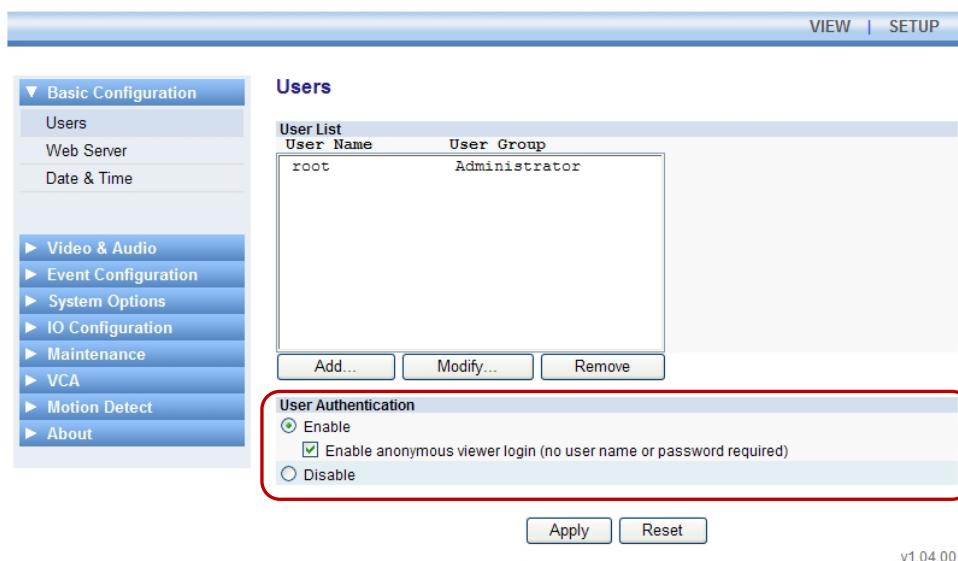 VIEW | SETUP
Basic Configuration
Users
Web Server
Date & Time
Video & Audio
Event Configuration
System Options
IO Configuration
Maintenance
VCA
Motion Detect
About
Users
User List
User Name User Group
root Administrator
Add... Modify... Remove
User Authentication
Enable
Enable anonymous viewer login (no user name or password required)
Disable
Apply Reset
v1.04.00